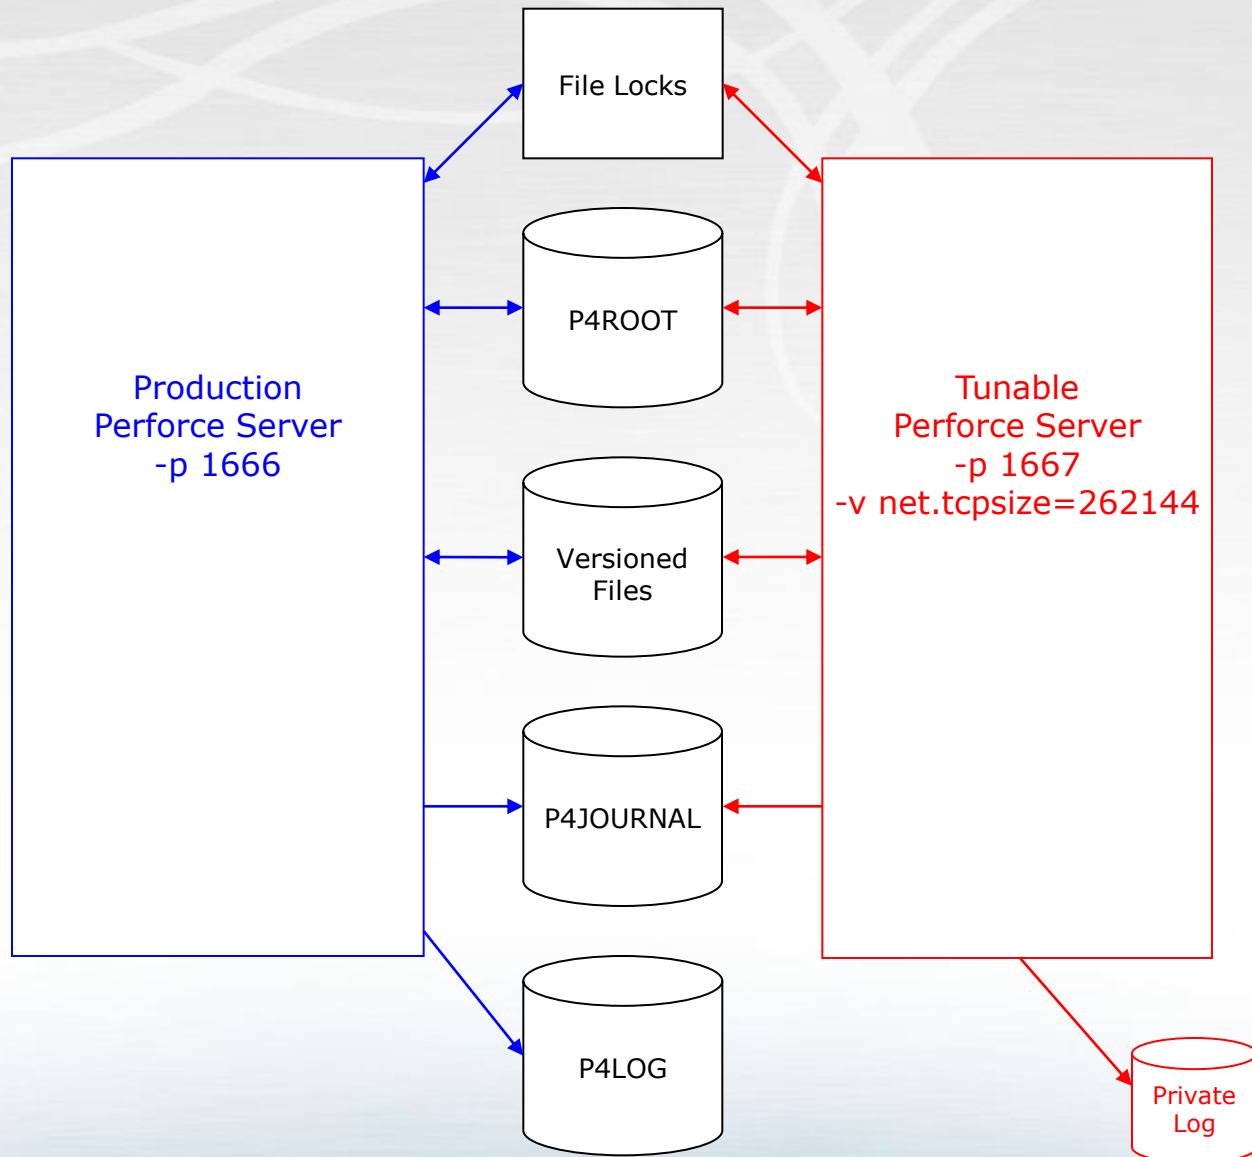 File Locks
P4ROOT
Production
Perforce Server
-p 1666
Tunable
Perforce Server
-p 1667
-v net.tcpsize=262144
Versioned
Files
P4JOURNAL
P4LOG
Private
Log